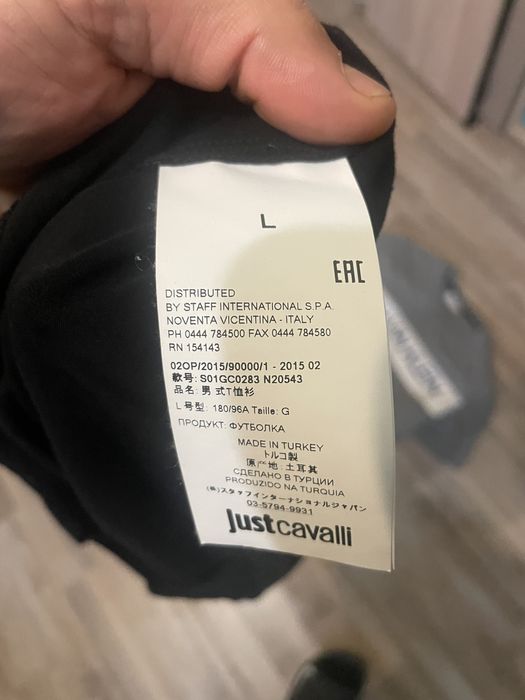 L
EAC
DISTRIBUTED
BY STAFF INTERNATIONAL S.P.A.
NOVENTA VICENTINA - ITALY
PH 0444 784500 FAX 0444 784580
RN 154143
02OP/2015/90000/1 - 2015 02
款号: S01GC0283 N20543
品名: 男 式T恤衫
L 号型: 180/96A Taille: G
ПРОДУКТ: ФУТБОЛКА
MADE IN TURKEY
トルコ製
地: 土耳其
СДЕЛАНО В ТУРЦИИ
PRODUZIDO NA TURQUIA
(株)スタッフインターナショナルジャパン
03-5794-9931
justcavalli